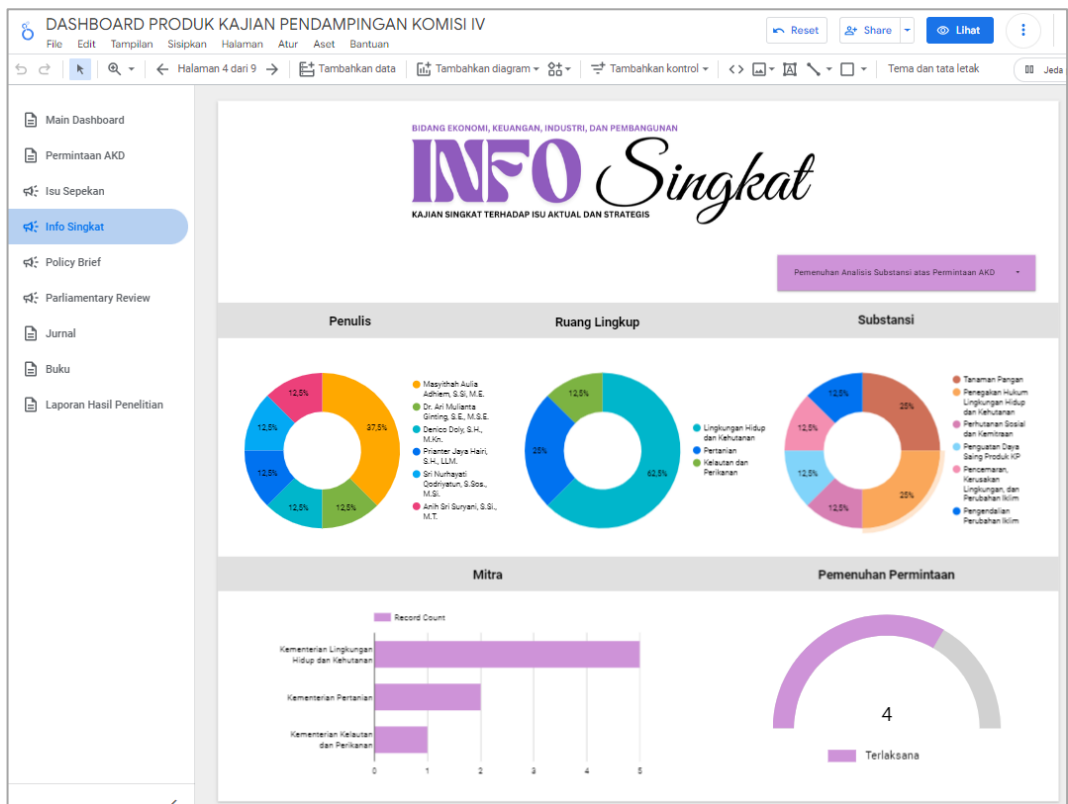 DASHBOARD PRODUK KAJIAN PENDAMPINGAN KOMISI IV
File Edit Tampilan Sisipkan Halaman Atur Aset Bantuan
Reset
Share
Lihat
Halaman 4 dari 9
Tambahkan data
Tambahkan diagram
Tambahkan kontrol
Tema dan tata letak
Jeda
Main Dashboard
Permintaan AKD
Isu Sepekan
Info Singkat
Policy Brief
Parliamentary Review
Jurnal
Buku
Laporan Hasil Penelitian
BIDANG EKONOMI, KEUANGAN, INDUSTRI, DAN PEMBANGUNAN
INFO Singkat
KAJIAN SINGKAT TERHADAP ISU AKTUAL DAN STRATEGIS
Pemenuhan Analisis Substansi atas Permintaan AKD
Penulis
12,5%
37,5%
12,5%
12,5%
12,5%
12,5%
Masyithah Aulia
Adhiem, S.Si, M.E.
Dr. Ari Mulianta
Ginting, S.E., M.S.E.
Denico Doly, S.H.,
M.Kn.
Prianter Jaya Hairi,
S.H., LLM.
Sri Nurhayati
Qodriyatun, S.Sos.,
M.Si.
Anih Sri Suryani, S.Si.,
M.T.
Ruang Lingkup
12,5%
25%
62,5%
Lingkungan Hidup
dan Kehutanan
Pertanian
Kelautan dan
Perikanan
Substansi
12,5%
25%
12,5%
12,5%
12,5%
25%
Tanaman Pangan
Penegakan Hukum
Lingkungan Hidup
dan Kehutanan
Perhutanan Sosial
dan Kemitraan
Penguatan Daya
Saing Produk KP
Pencemaran,
Kerusakan
Lingkungan, dan
Perubahan Iklim
Pengendalian
Perubahan Iklim
Mitra
Record Count
Kementerian Lingkungan
Hidup dan Kehutanan
Kementerian Pertanian
Kementerian Kelautan
dan Perikanan
0 1 2 3 4 5
Pemenuhan Permintaan
4
Terlaksana